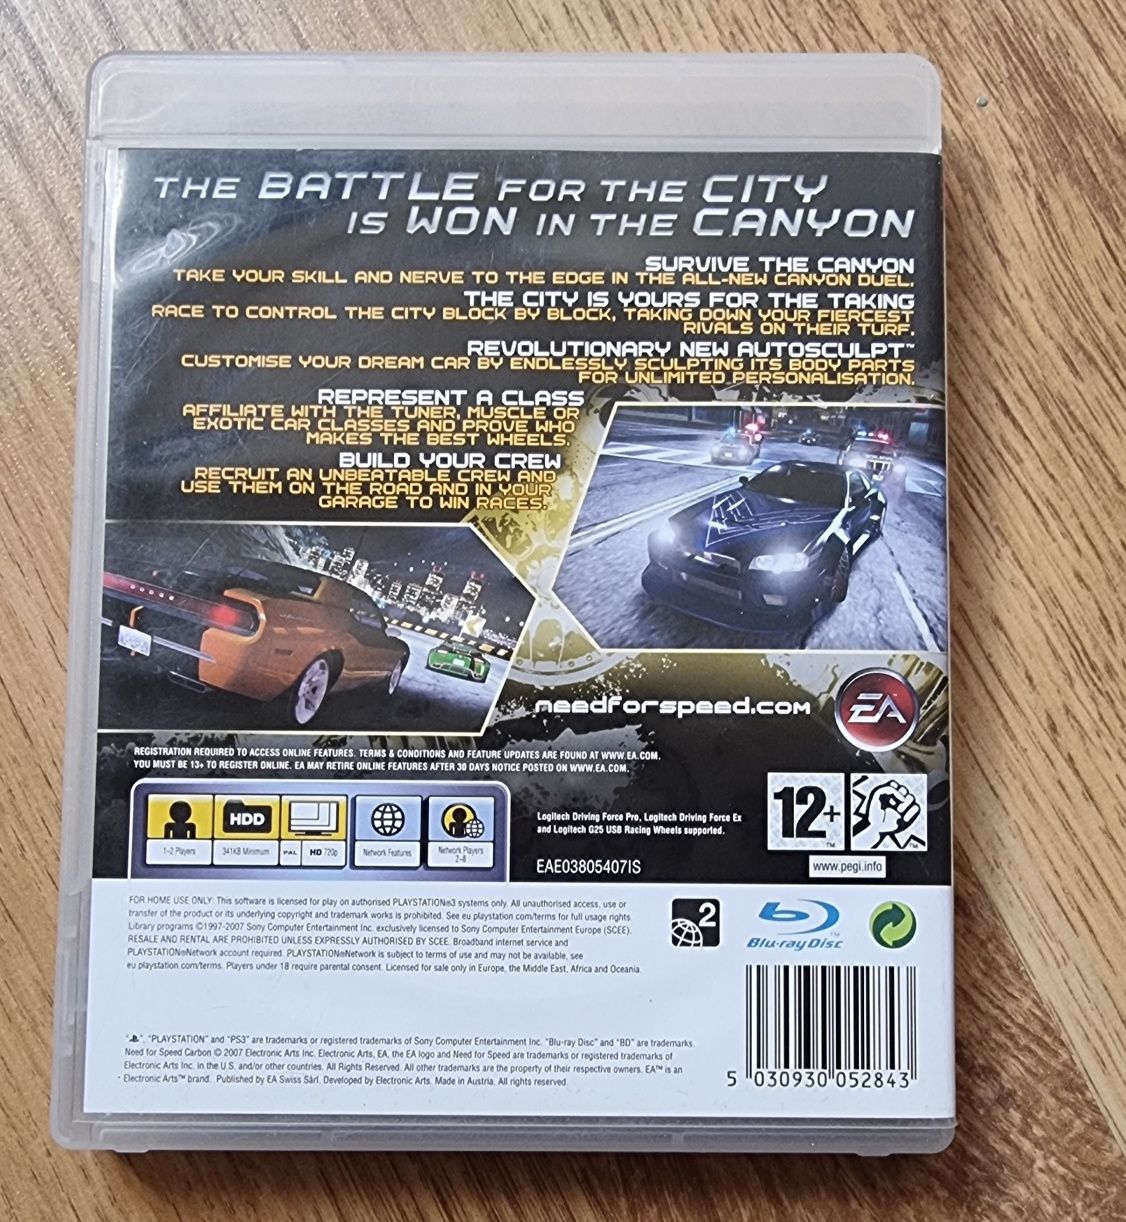 THE BATTLE FOR THE CITY
IS WON IN THE CANYON
SURVIVE THE CANYON
TAKE YOUR SKILL AND NERVE TO THE EDGE IN THE ALL-NEW CANYON DUEL.
THE CITY IS YOURS FOR THE TAKING
RACE TO CONTROL THE CITY BLOCK BY BLOCK, TAKING DOWN YOUR FIERCEST
RIVALS ON THEIR TURF.
REVOLUTIONARY NEW AUTOSCULPT™
CUSTOMISE YOUR DREAM CAR BY ENDLESSLY SCULPTING ITS BODY PARTS
FOR UNLIMITED PERSONALISATION.
REPRESENT A CLASS
AFFILIATE WITH THE TUNER, MUSCLE OR
EXOTIC CAR CLASSES AND PROVE WHO
MAKES THE BEST WHEELS.
BUILD YOUR CREW
RECRUIT AN UNBEATABLE CREW AND
USE THEM ON THE ROAD AND IN YOUR
GARAGE TO WIN RACES.
DODGE
needforspeed.com
EA
REGISTRATION REQUIRED TO ACCESS ONLINE FEATURES. TERMS & CONDITIONS AND FEATURE UPDATES ARE FOUND AT WWW.EA.COM.
YOU MUST BE 13+ TO REGISTER ONLINE. EA MAY RETIRE ONLINE FEATURES AFTER 30 DAYS NOTICE POSTED ON WWW.EA.COM.
HDD
1-2 Players
341KB Minimum
PAL
HD 720p
Network Features
Network Players
2-8
Logitech Driving Force Pro, Logitech Driving Force Ex
and Logitech G25 USB Racing Wheels supported.
EAE03805407IS
12+
™
™
www.pegi.info
FOR HOME USE ONLY: This software is licensed for play on authorised PLAYSTATION®3 systems only. All unauthorised access, use or
transfer of the product or its underlying copyright and trademark works is prohibited. See eu.playstation.com/terms for full usage rights.
Library programs ©1997-2007 Sony Computer Entertainment Inc. exclusively licensed to Sony Computer Entertainment Europe (SCEE).
RESALE AND RENTAL ARE PROHIBITED UNLESS EXPRESSLY AUTHORISED BY SCEE. Broadband internet service and
PLAYSTATION®Network account required. PLAYSTATION®Network is subject to terms of use and may not be available, see
eu.playstation.com/terms. Players under 18 require parental consent. Licensed for sale only in Europe, the Middle East, Africa and Oceania.
2
Blu-ray Disc
™
" ", "PLAYSTATION" and "PS3" are trademarks or registered trademarks of Sony Computer Entertainment Inc. "Blu-ray Disc" and "BD" are trademarks.
Need for Speed Carbon © 2007 Electronic Arts Inc. Electronic Arts, EA, the EA logo and Need for Speed are trademarks or registered trademarks of
Electronic Arts Inc. in the U.S. and/or other countries. All Rights Reserved. All other trademarks are the property of their respective owners. EA™ is an
Electronic Arts™ brand. Published by EA Swiss Sàrl. Developed by Electronic Arts. Made in Austria. All rights reserved.
5 030930 052843